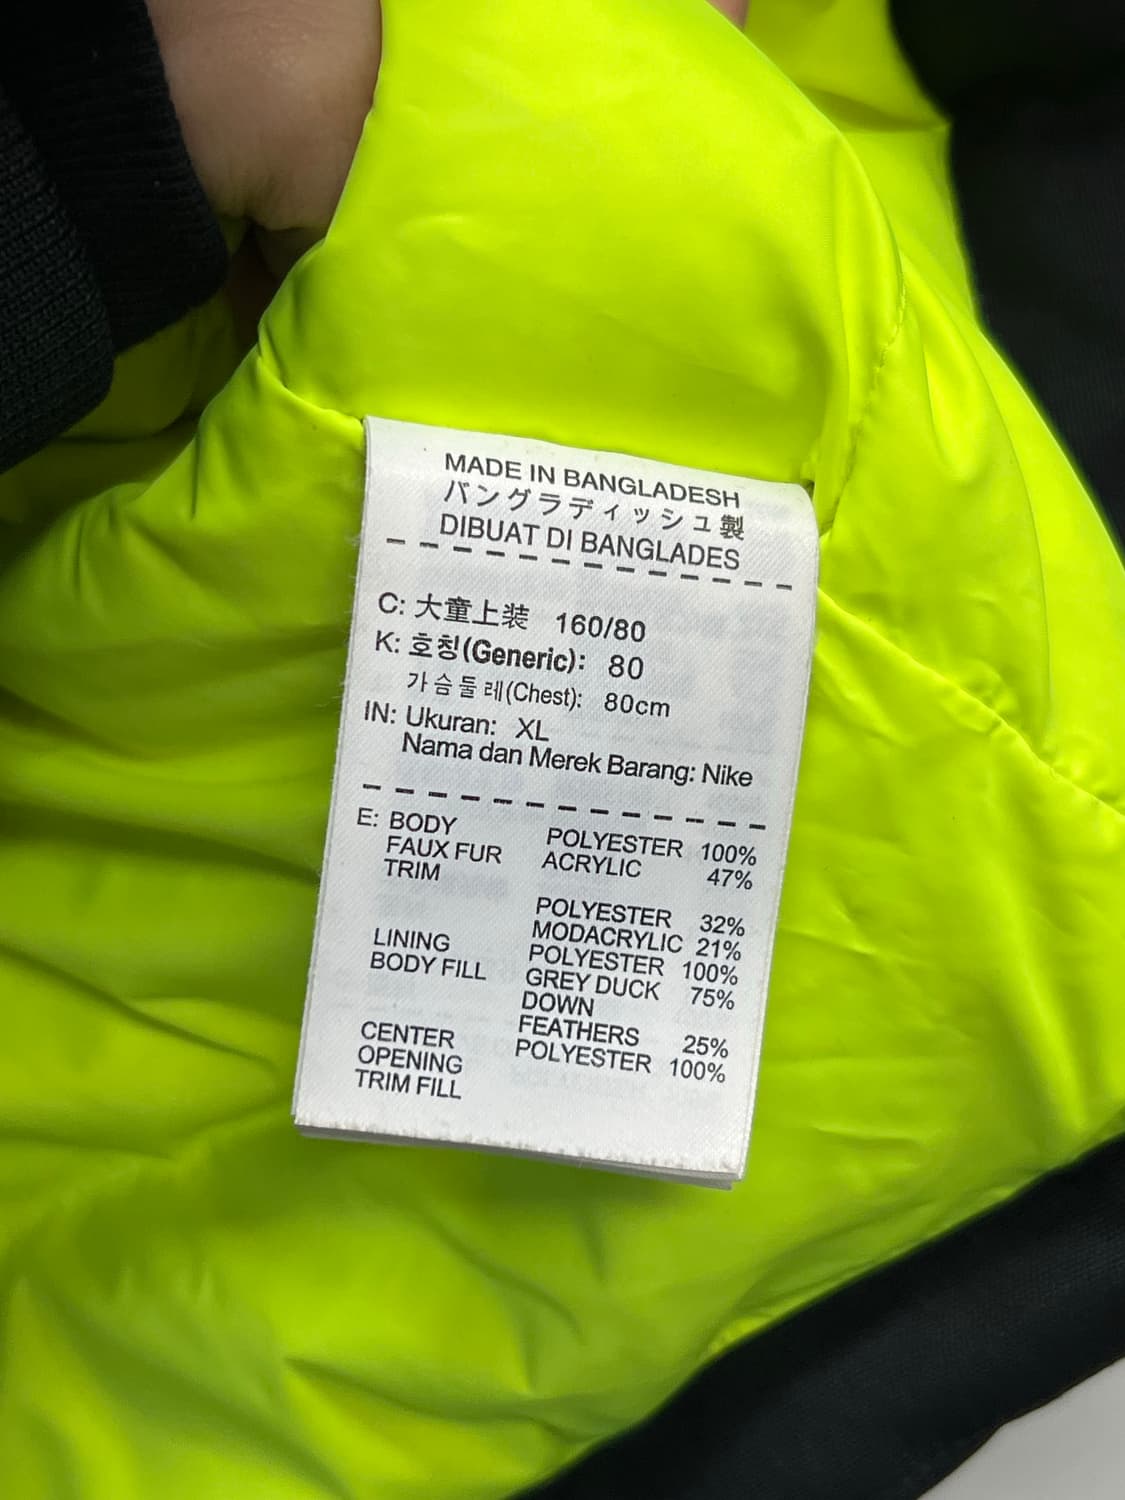 MADE IN BANGLADESH
バングラディッシュ製
DIBUAT DI BANGLADES
C: 大童上装 160/80
K: 호칭(Generic): 80
가슴둘레(Chest): 80cm
IN: Ukuran: XL
Nama dan Merek Barang: Nike
E: BODY POLYESTER 100%
FAUX FUR ACRYLIC 47%
TRIM
POLYESTER 32%
MODACRYLIC 21%
LINING POLYESTER 100%
BODY FILL GREY DUCK 75%
DOWN
FEATHERS 25%
CENTER POLYESTER 100%
OPENING
TRIM FILL